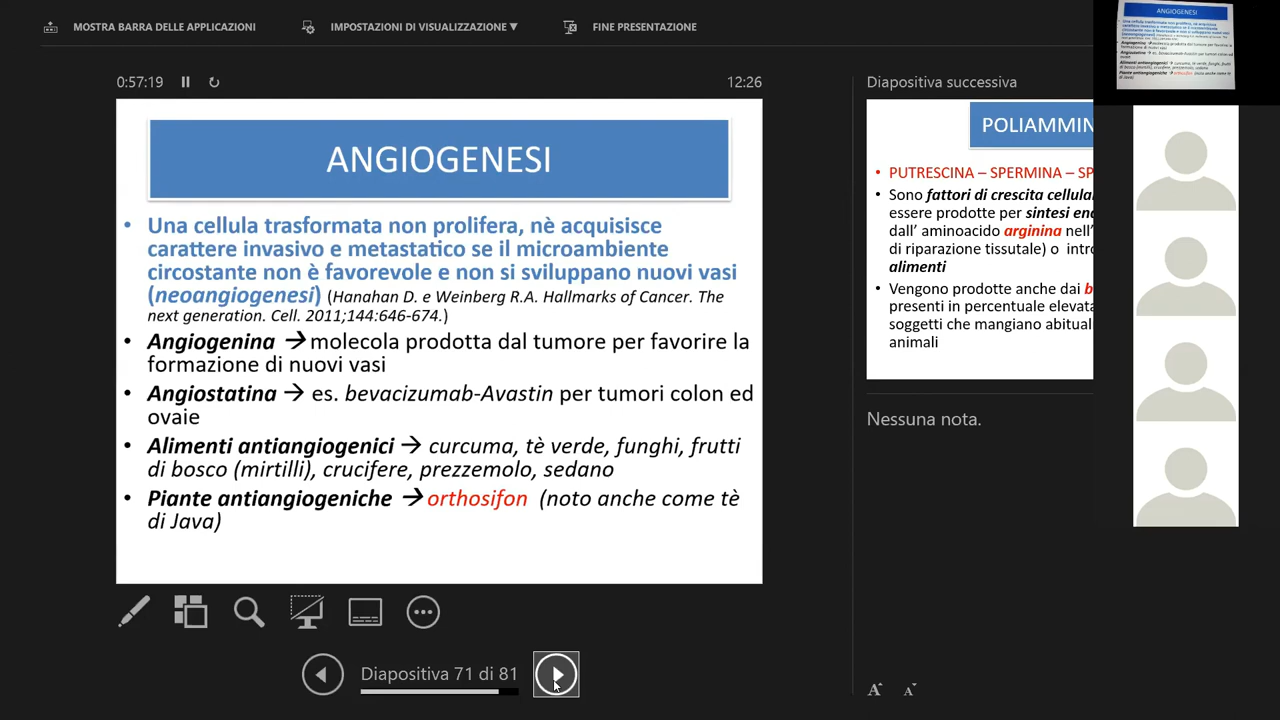 MOSTRA BARRA DELLE APPLICAZIONI
IMPOSTAZIONI DI VISUALIZZAZIONE ▼
FINE PRESENTAZIONE
0:57:19
12:26
ANGIOGENESI
• Una cellula trasformata non prolifera, nè acquisisce
carattere invasivo e metastatico se il microambiente
circostante non è favorevole e non si sviluppano nuovi vasi
(neoangiogenesi) (Hanahan D. e Weinberg R.A. Hallmarks of Cancer. The
next generation. Cell. 2011;144:646-674.)
• Angiogenina → molecola prodotta dal tumore per favorire la
formazione di nuovi vasi
• Angiostatina → es. bevacizumab-Avastin per tumori colon ed
ovaie
• Alimenti antiangiogenici → curcuma, tè verde, funghi, frutti
di bosco (mirtilli), crucifere, prezzemolo, sedano
• Piante antiangiogeniche → orthosifon (noto anche come tè
di Java)
Diapositiva 71 di 81
Diapositiva successiva
POLIAMMIN
• PUTRESCINA – SPERMINA – SP
• Sono fattori di crescita cellula
essere prodotte per sintesi en
dall' aminoacido arginina nell'
di riparazione tissutale) o intr
alimenti
• Vengono prodotte anche dai b
presenti in percentuale elevat
soggetti che mangiano abitual
animali
Nessuna nota.
A A
ANGIOGENESI